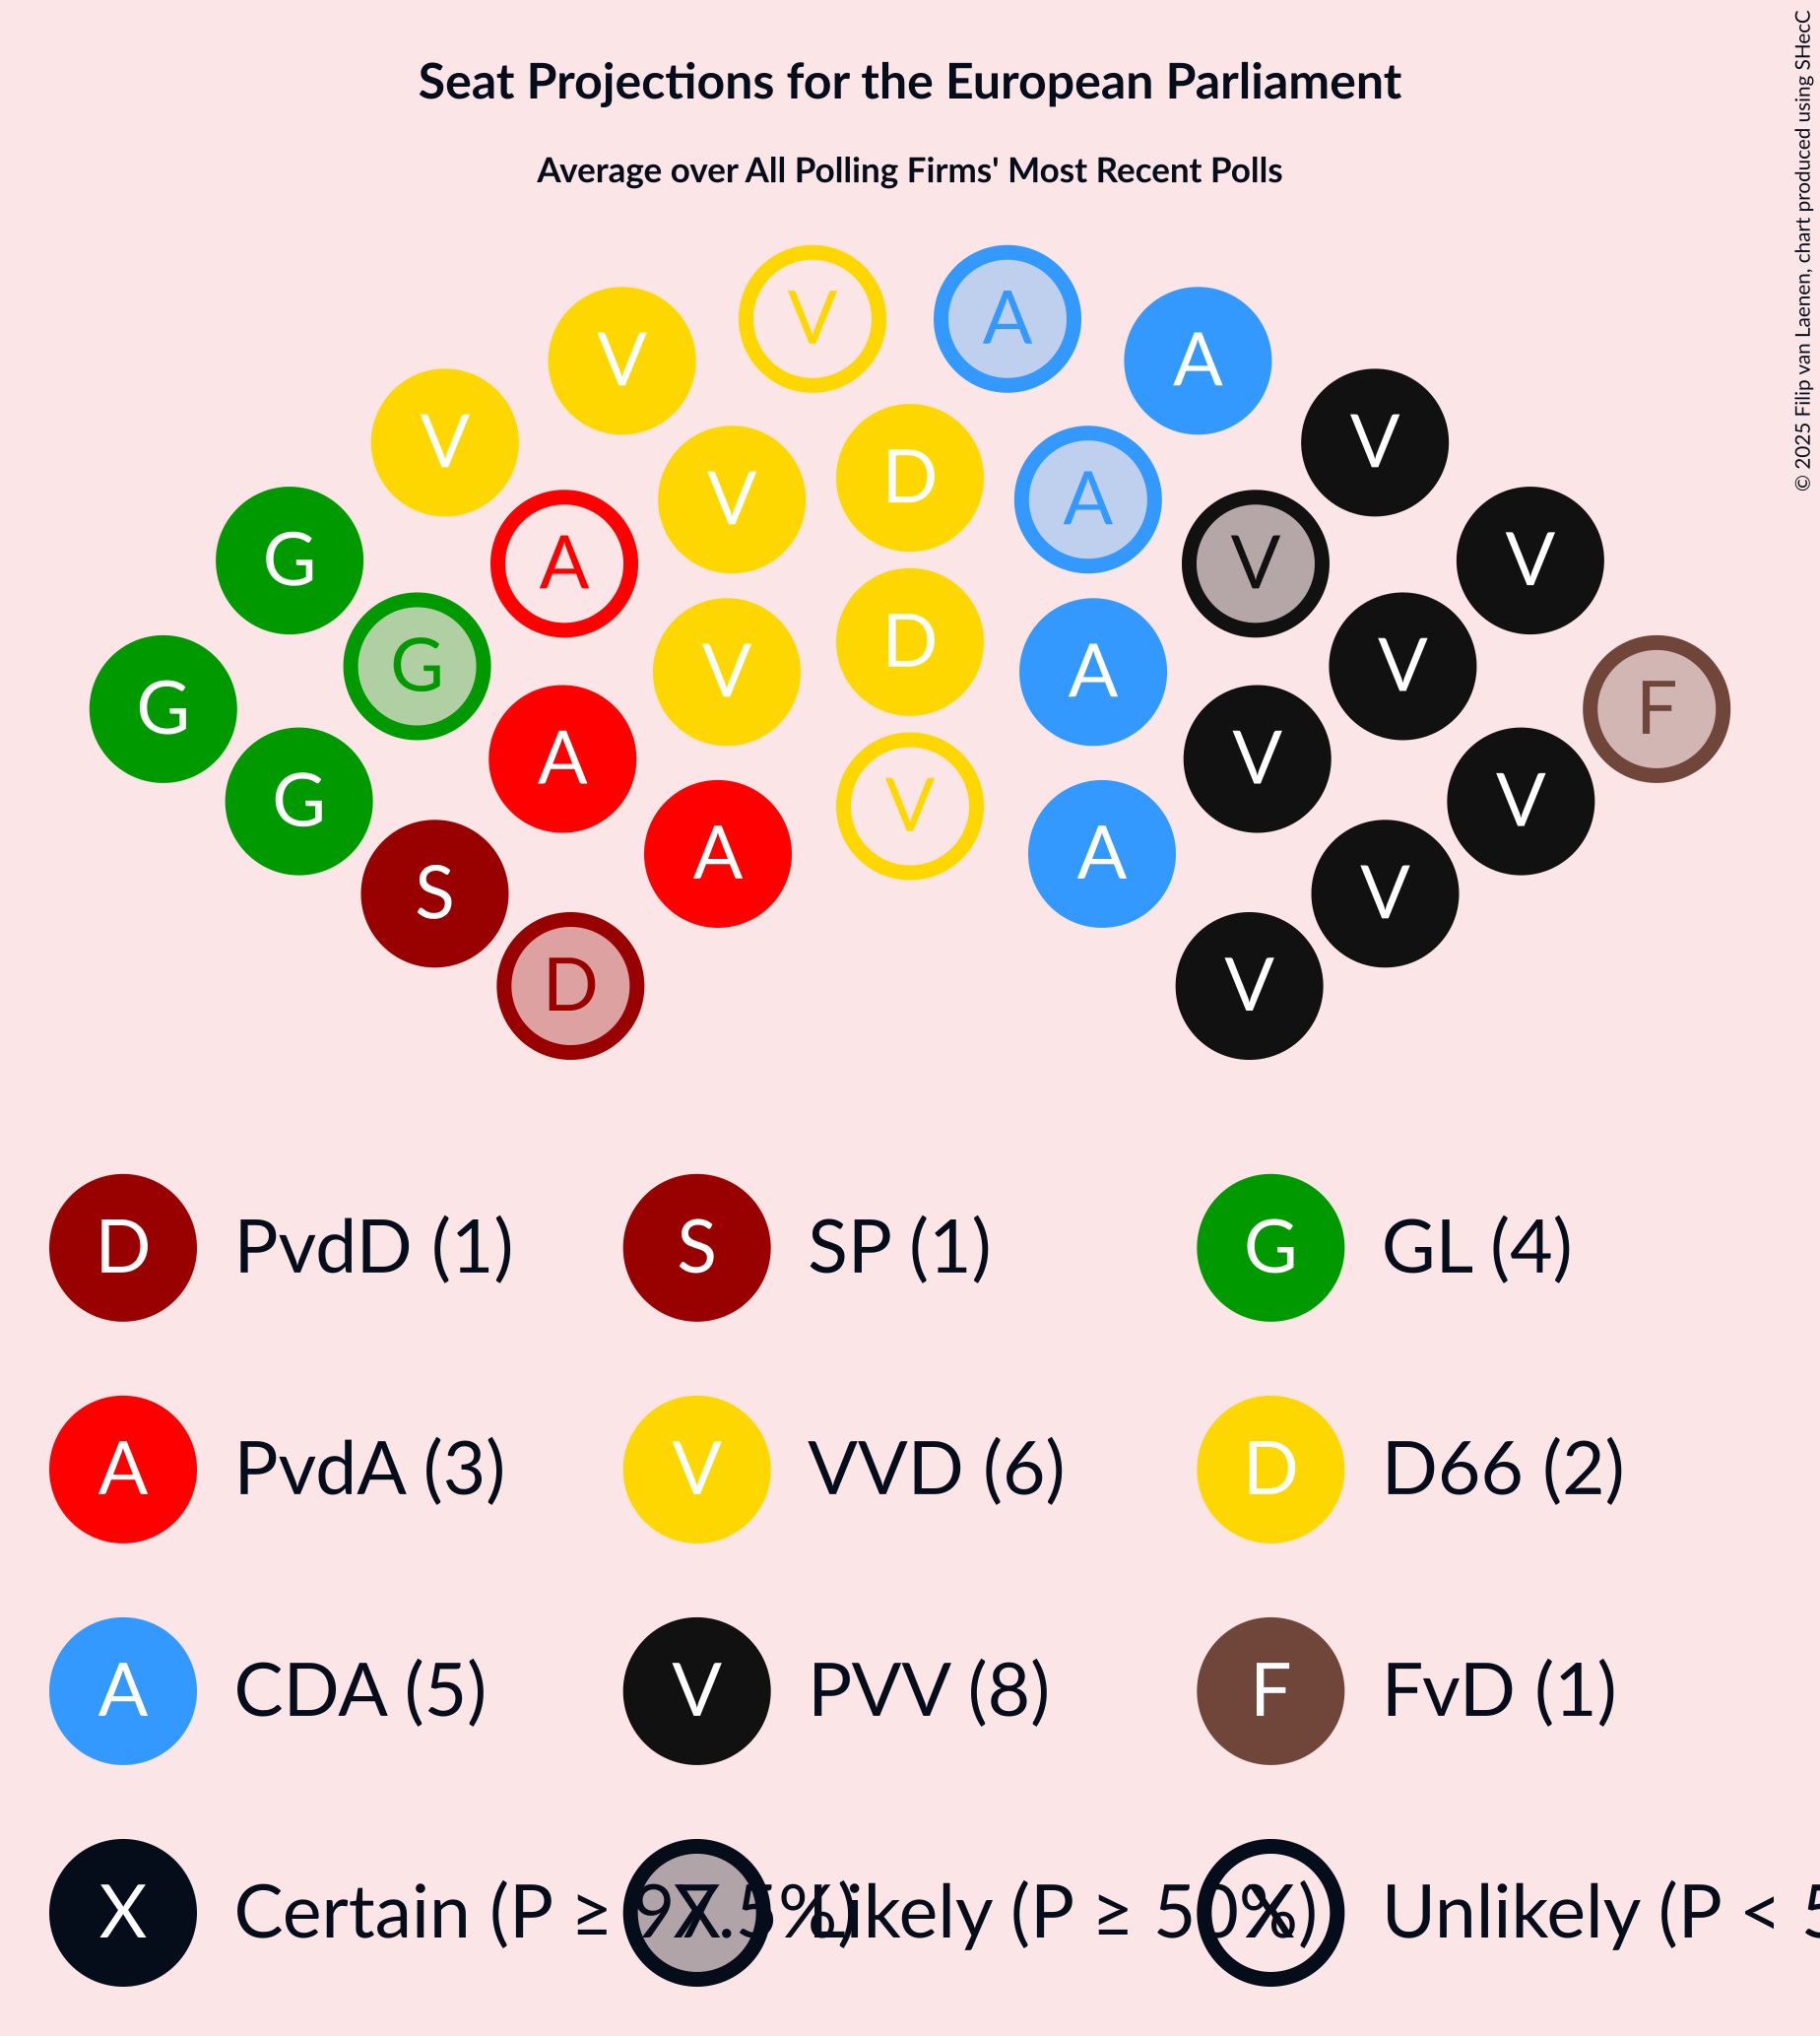 Seat Projections for the European Parliament
Average over All Polling Firms' Most Recent Polls
© 2025 Filip van Laenen, chart produced using SHecC
V A
V A
V V
D
V A
G A V V
G V D A V
G A V F
G A V V V
S A A V
D V
D PvdD (1) S SP (1) G GL (4)
A PvdA (3) V VVD (6) D D66 (2)
A CDA (5) V PVV (8) F FvD (1)
X Certain (P ≥ 97.5%) X Likely (P ≥ 50%) X Unlikely (P < 5